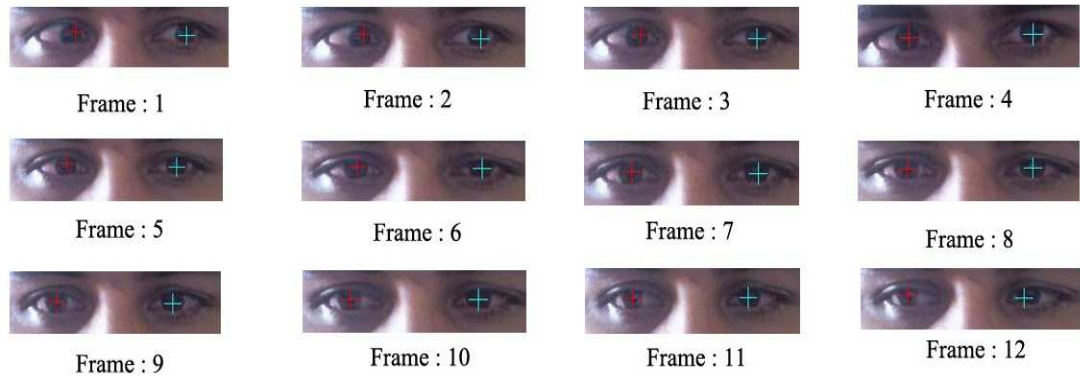 Frame : 1
Frame : 2
Frame : 3
Frame : 4
Frame : 5
Frame : 6
Frame : 7
Frame : 8
Frame : 9
Frame : 10
Frame : 11
Frame : 12